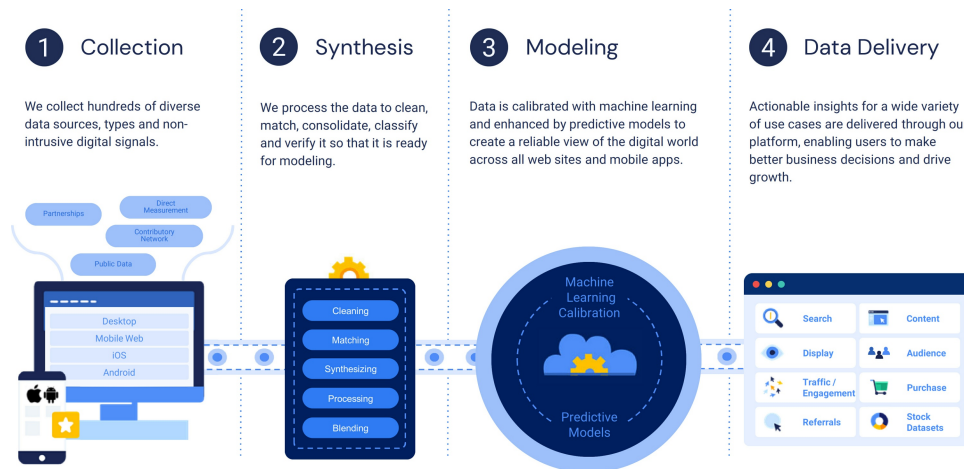 1 Collection
We collect hundreds of diverse
data sources, types and non-
intrusive digital signals.
Partnerships
Direct
Measurement
Contributory
Network
Public Data
Desktop
Mobile Web
iOS
Android
2 Synthesis
We process the data to clean,
match, consolidate, classify
and verify it so that it is ready
for modeling.
Cleaning
Matching
Synthesizing
Processing
Blending
3 Modeling
Data is calibrated with machine learning
and enhanced by predictive models to
create a reliable view of the digital world
across all web sites and mobile apps.
Machine
Learning
Calibration
Predictive
Models
4 Data Delivery
Actionable insights for a wide variety
of use cases are delivered through ou
platform, enabling users to make
better business decisions and drive
growth.
Search
Content
Display
Audience
Traffic /
Engagement
Purchase
Referrals
Stock
Datasets